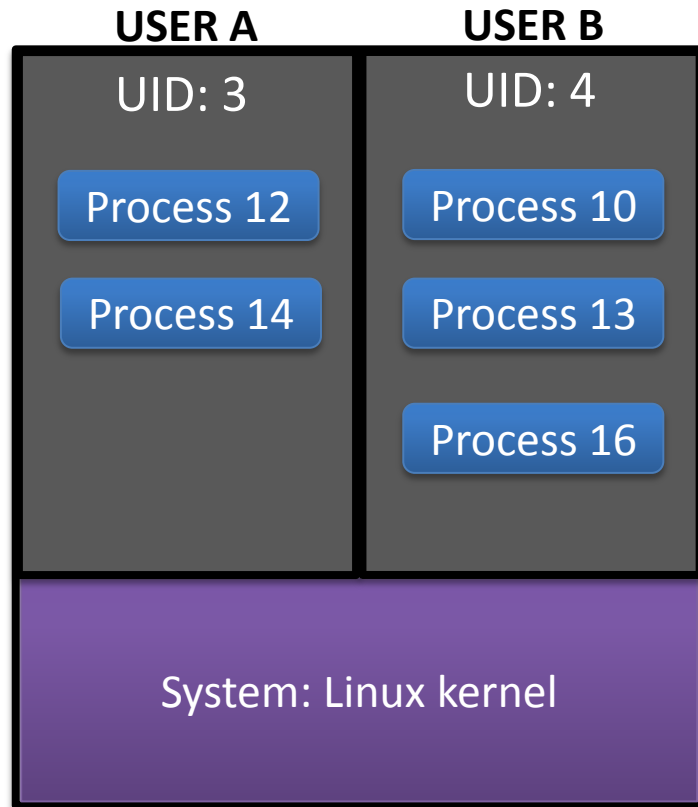 USER A
USER B
UID: 3
UID: 4
Process 12
Process 10
Process 14
Process 13
Process 16
System: Linux kernel